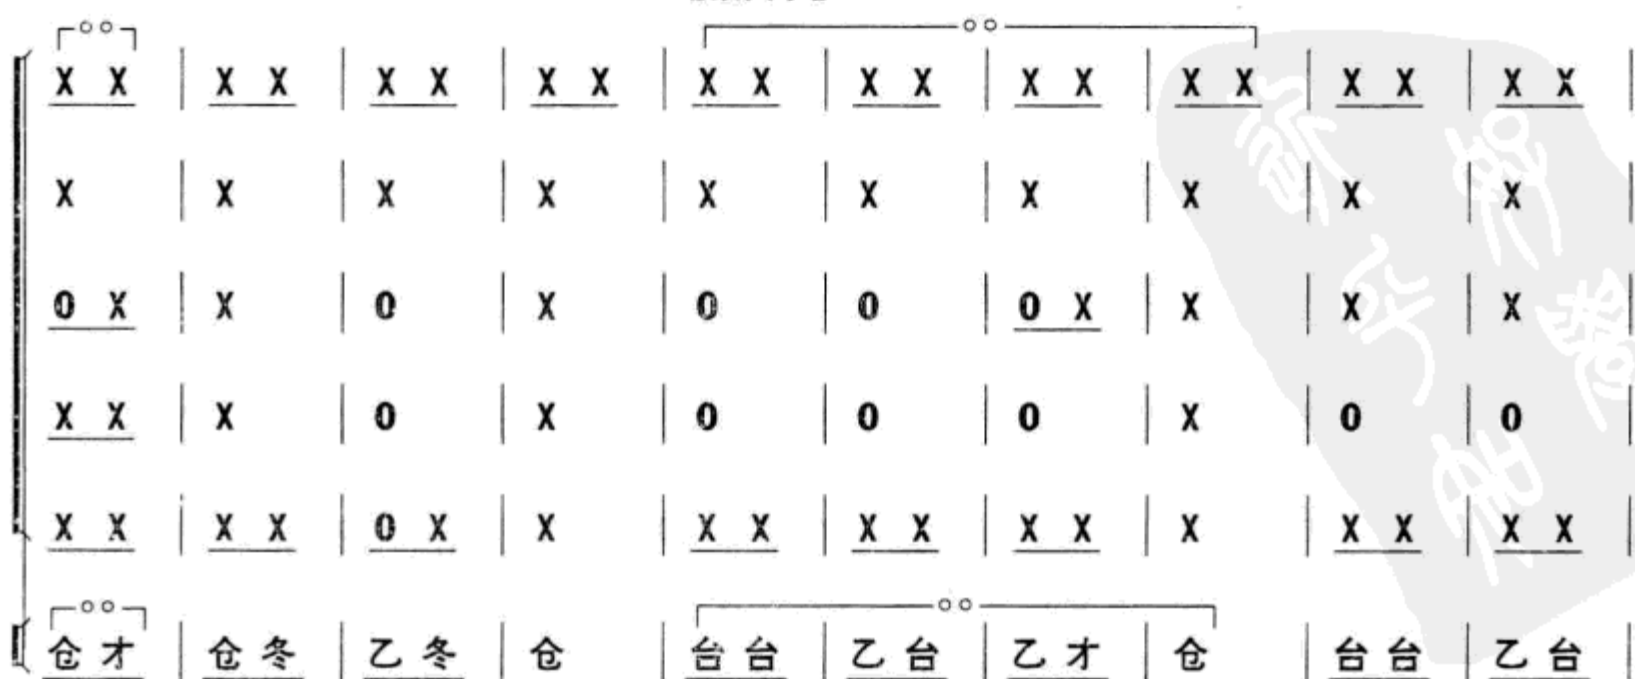 X X | X X | X X | X X | X X | X X | X X | X X | X X | X X |
X | X | X | X | X | X | X | X | X | X |
0 X | X | 0 | X | 0 | 0 | 0 X | X | X | X |
X X | X | 0 | X | 0 | 0 | 0 | X | 0 | 0 |
X X | X X | 0 X | X | X X | X X | X X | X | X X | X X |
仓 才 | 仓 冬 | 乙 冬 | 仓 | 台 台 | 乙 台 | 乙 才 | 仓 | 台 台 | 乙 台 |